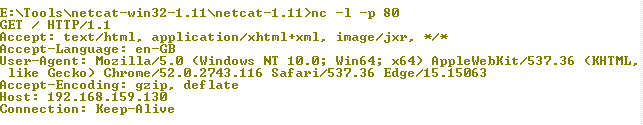 E:\Tools\netcat-win32-1.11\netcat-1.11>nc -l -p 80
GET / HTTP/1.1
Accept: text/html, application/xhtml+xml, image/jxr, */*
Accept-Language: en-GB
User-Agent: Mozilla/5.0 (Windows NT 10.0; Win64; x64) AppleWebKit/537.36 (KHTML,
 like Gecko) Chrome/52.0.2743.116 Safari/537.36 Edge/15.15063
Accept-Encoding: gzip, deflate
Host: 192.168.159.130
Connection: Keep-Alive